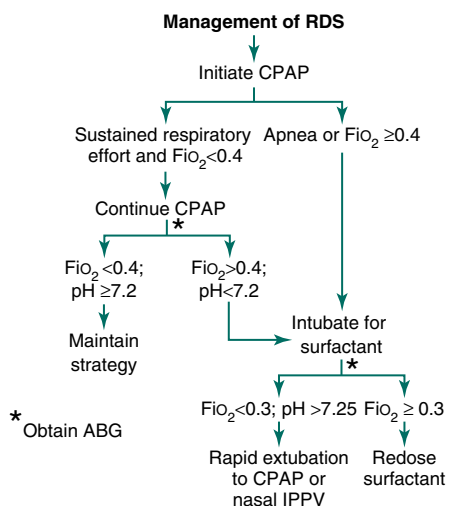 Management of RDS
Initiate CPAP
Sustained respiratory
effort and FiO₂<0.4
Apnea or FiO₂ ≥0.4
Continue CPAP
*
FiO₂ <0.4;
pH ≥7.2
FiO₂>0.4;
pH<7.2
Maintain
strategy
Intubate for
surfactant
*
FiO₂<0.3; pH >7.25
FiO₂ ≥ 0.3
Rapid extubation
to CPAP or
nasal IPPV
Redose
surfactant
*Obtain ABG